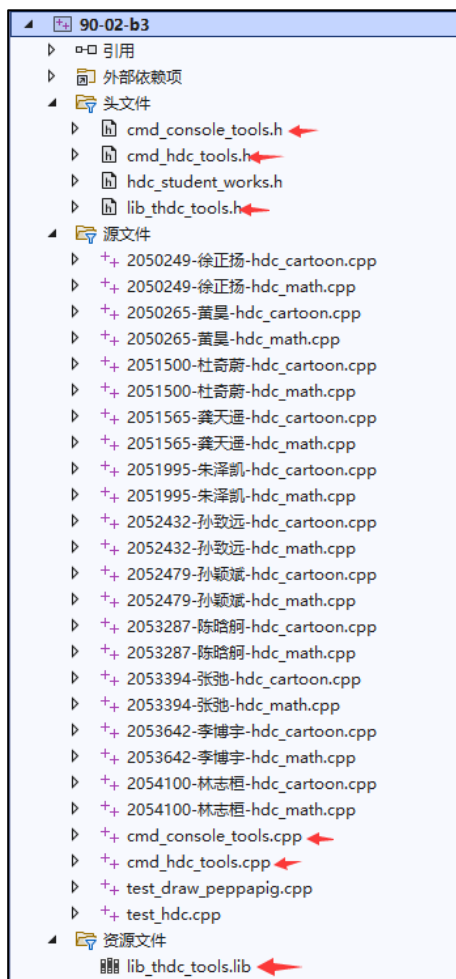 90-02-b3
引用
外部依赖项
头文件
cmd_console_tools.h
cmd_hdc_tools.h
hdc_student_works.h
lib_thdc_tools.h
源文件
2050249-徐正扬-hdc_cartoon.cpp
2050249-徐正扬-hdc_math.cpp
2050265-黄昊-hdc_cartoon.cpp
2050265-黄昊-hdc_math.cpp
2051500-杜奇蔚-hdc_cartoon.cpp
2051500-杜奇蔚-hdc_math.cpp
2051565-龚天遥-hdc_cartoon.cpp
2051565-龚天遥-hdc_math.cpp
2051995-朱泽凯-hdc_cartoon.cpp
2051995-朱泽凯-hdc_math.cpp
2052432-孙致远-hdc_cartoon.cpp
2052432-孙致远-hdc_math.cpp
2052479-孙颖斌-hdc_cartoon.cpp
2052479-孙颖斌-hdc_math.cpp
2053287-陈晗舸-hdc_cartoon.cpp
2053287-陈晗舸-hdc_math.cpp
2053394-张弛-hdc_cartoon.cpp
2053394-张弛-hdc_math.cpp
2053642-李博宇-hdc_cartoon.cpp
2053642-李博宇-hdc_math.cpp
2054100-林志桓-hdc_cartoon.cpp
2054100-林志桓-hdc_math.cpp
cmd_console_tools.cpp
cmd_hdc_tools.cpp
test_draw_peppapig.cpp
test_hdc.cpp
资源文件
lib_thdc_tools.lib